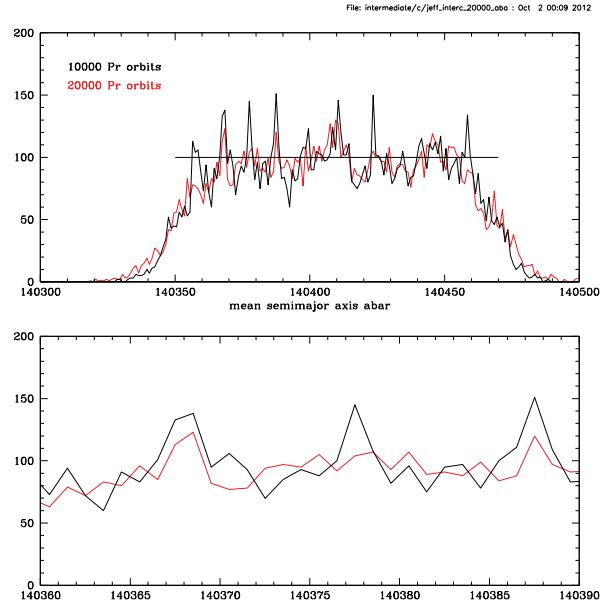 File: intermediate/c/jeff_interc_20000_aba : Oct 2 00:09 2012
200
150
100
50
0
10000 Pr orbits
20000 Pr orbits
140300 140350 140400 140450 140500
mean semimajor axis abar
200
150
100
50
0
140360 140365 140370 140375 140380 140385 140390